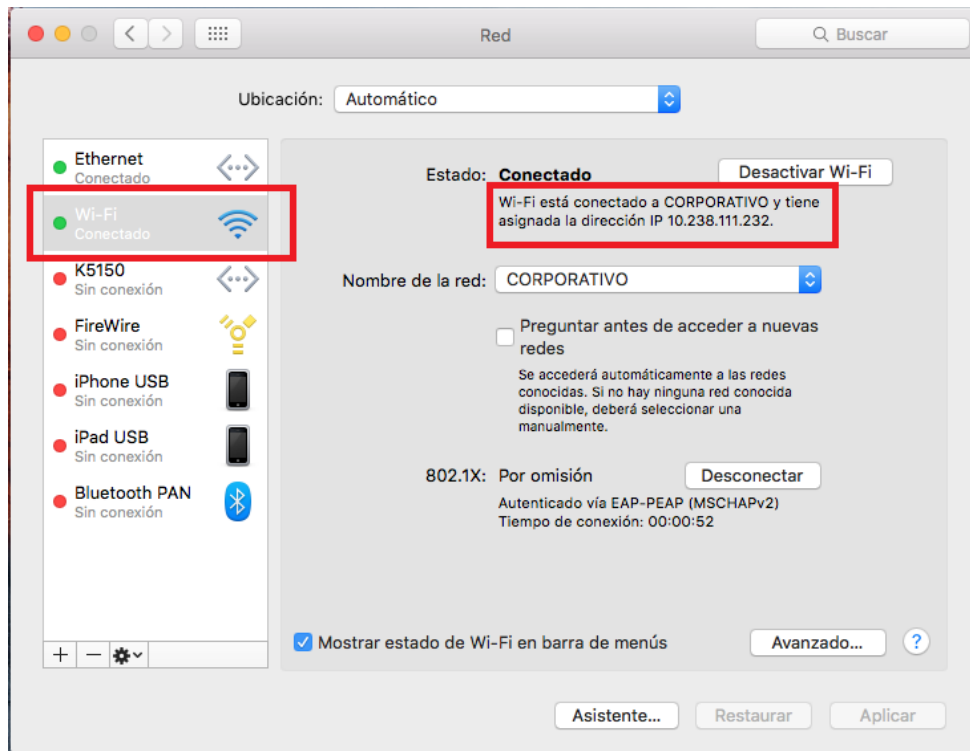 Red
Buscar
Ubicación: Automático
Ethernet
Conectado
Wi-Fi
Conectado
K5150
Sin conexión
FireWire
Sin conexión
iPhone USB
Sin conexión
iPad USB
Sin conexión
Bluetooth PAN
Sin conexión
Estado: Conectado Desactivar Wi-Fi
Wi-Fi está conectado a CORPORATIVO y tiene
asignada la dirección IP 10.238.111.232.
Nombre de la red: CORPORATIVO
Preguntar antes de acceder a nuevas
redes
Se accederá automáticamente a las redes
conocidas. Si no hay ninguna red conocida
disponible, deberá seleccionar una
manualmente.
802.1X: Por omisión Desconectar
Autenticado vía EAP-PEAP (MSCHAPv2)
Tiempo de conexión: 00:00:52
Mostrar estado de Wi-Fi en barra de menús Avanzado... ?
Asistente... Restaurar Aplicar